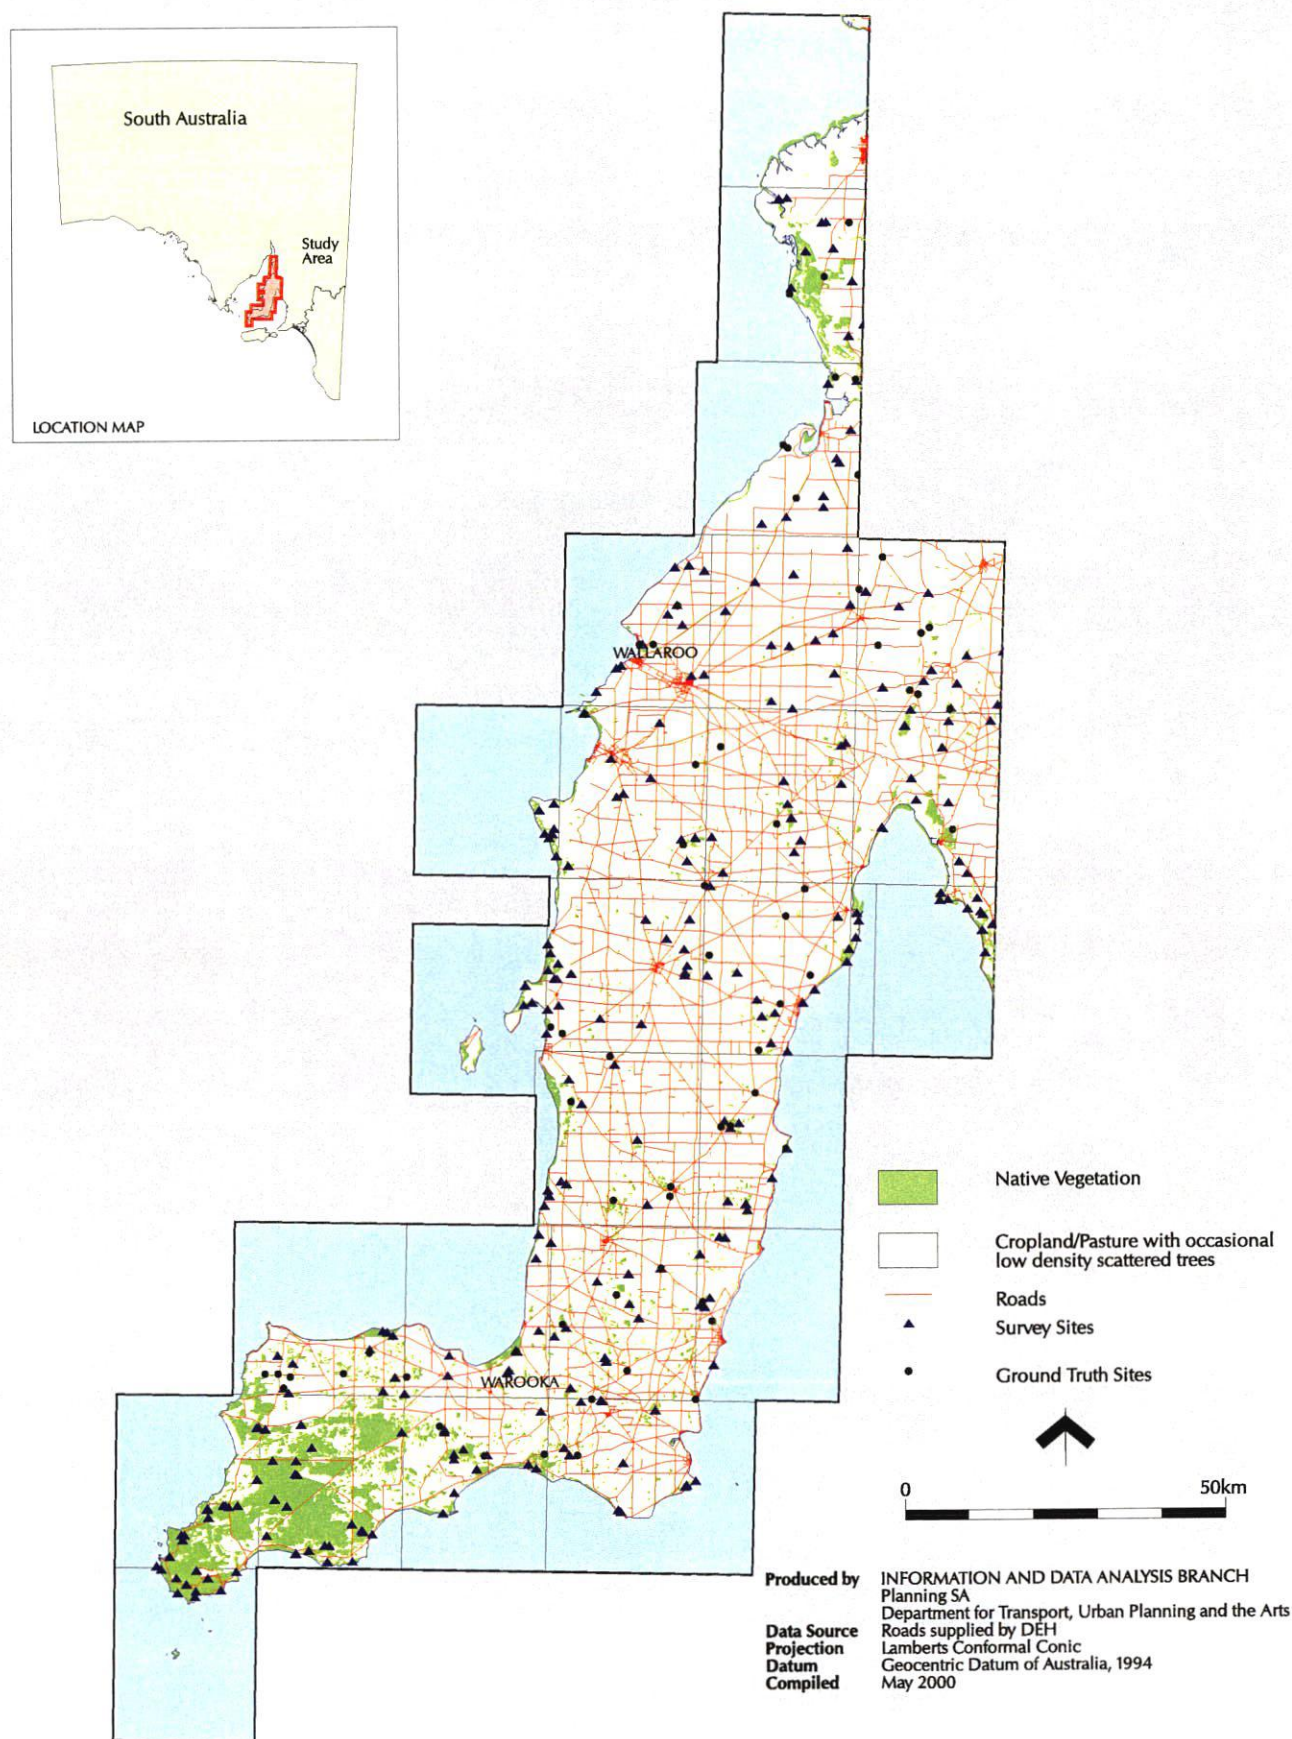 South Australia
Study
Area
LOCATION MAP
WALLAROO
WAROOKA
Native Vegetation
Cropland/Pasture with occasional
low density scattered trees
Roads
Survey Sites
Ground Truth Sites
0 50km
Produced by INFORMATION AND DATA ANALYSIS BRANCH
Planning SA
Department for Transport, Urban Planning and the Arts
Data Source Roads supplied by DEH
Projection Lamberts Conformal Conic
Datum Geocentric Datum of Australia, 1994
Compiled May 2000